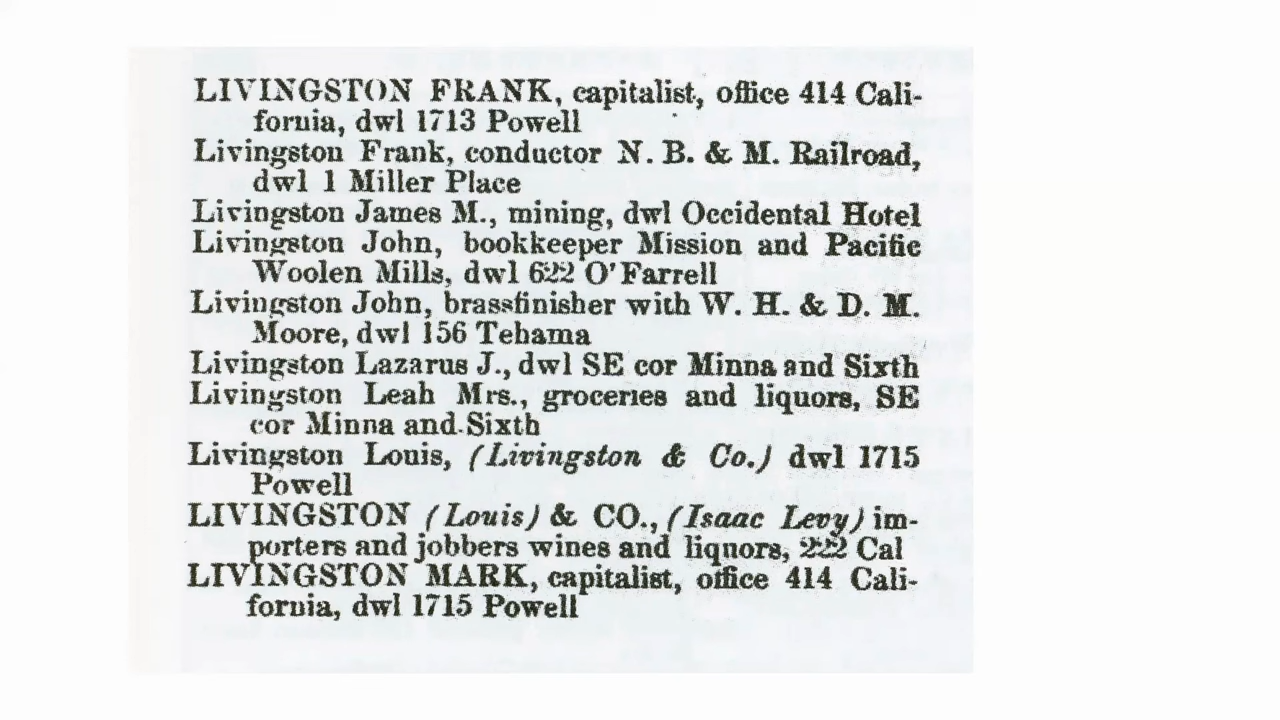 LIVINGSTON FRANK, capitalist, office 414 Cali-
fornia, dwl 1713 Powell
Livingston Frank, conductor N. B. & M. Railroad,
dwl 1 Miller Place
Livingston James M., mining, dwl Occidental Hotel
Livingston John, bookkeeper Mission and Pacific
Woolen Mills, dwl 622 O'Farrell
Livingston John, brassfinisher with W. H. & D. M.
Moore, dwl 156 Tehama
Livingston Lazarus J., dwl SE cor Minna and Sixth
Livingston Leah Mrs., groceries and liquors, SE
cor Minna and Sixth
Livingston Louis, (Livingston & Co.) dwl 1715
Powell
LIVINGSTON (Louis) & CO., (Isaac Levy) im-
porters and jobbers wines and liquors, 222 Cal
LIVINGSTON MARK, capitalist, office 414 Cali-
fornia, dwl 1715 Powell